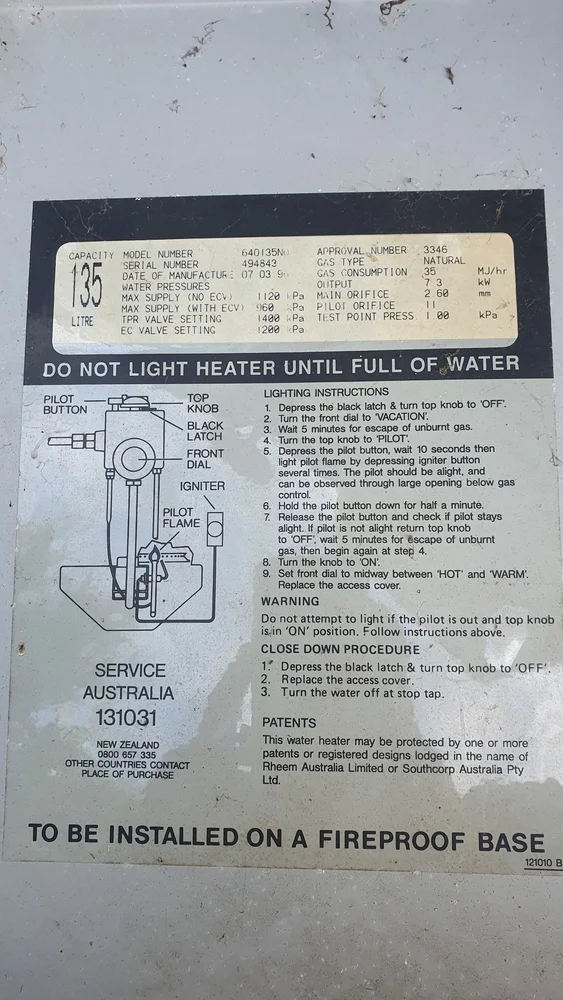 CAPACITY
135
LITRE
MODEL NUMBER 640135N
SERIAL NUMBER 494843
DATE OF MANUFACTURE 07 03
WATER PRESSURES
MAX SUPPLY (NO ECV) 1120 kPa
MAX SUPPLY (WITH ECV) 960 kPa
TPR VALVE SETTING 1400 kPa
EC VALVE SETTING 1200 kPa
APPROVAL NUMBER 3346
GAS TYPE NATURAL
GAS CONSUMPTION 35 MJ/hr
OUTPUT 7 3 kW
MAIN ORIFICE 2 60 mm
PILOT ORIFICE 11
TEST POINT PRESS 1 00 kPa
DO NOT LIGHT HEATER UNTIL FULL OF WATER
PILOT
BUTTON
TOP
KNOB
BLACK
LATCH
FRONT
DIAL
IGNITER
PILOT
FLAME
LIGHTING INSTRUCTIONS
1. Depress the black latch & turn top knob to 'OFF'.
2. Turn the front dial to 'VACATION'.
3. Wait 5 minutes for escape of unburnt gas.
4. Turn the top knob to 'PILOT'.
5. Depress the pilot button, wait 10 seconds then
light pilot flame by depressing igniter button
several times. The pilot should be alight, and
can be observed through large opening below gas
control.
6. Hold the pilot button down for half a minute.
7. Release the pilot button and check if pilot stays
alight. If pilot is not alight return top knob
to 'OFF', wait 5 minutes for escape of unburnt
gas, then begin again at step 4.
8. Turn the knob to 'ON'.
9. Set front dial to midway between 'HOT' and 'WARM'.
Replace the access cover.
WARNING
Do not attempt to light if the pilot is out and top knob
is in 'ON' position. Follow instructions above.
CLOSE DOWN PROCEDURE
1. Depress the black latch & turn top knob to 'OFF'.
2. Replace the access cover.
3. Turn the water off at stop tap.
SERVICE
AUSTRALIA
131031
NEW ZEALAND
0800 657 335
OTHER COUNTRIES CONTACT
PLACE OF PURCHASE
PATENTS
This water heater may be protected by one or more
patents or registered designs lodged in the name of
Rheem Australia Limited or Southcorp Australia Pty
Ltd.
TO BE INSTALLED ON A FIREPROOF BASE
121010 B